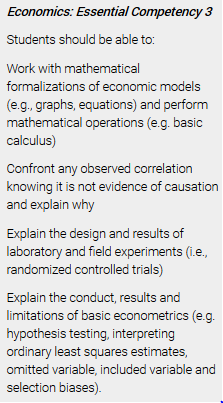 Economics: Essential Competency 3
Students should be able to:
Work with mathematical
formalizations of economic models
(e.g., graphs, equations) and perform
mathematical operations (e.g. basic
calculus)
Confront any observed correlation
knowing it is not evidence of causation
and explain why
Explain the design and results of
laboratory and field experiments (i.e.,
randomized controlled trials)
Explain the conduct, results and
limitations of basic econometrics (e.g.
hypothesis testing, interpreting
ordinary least squares estimates,
omitted variable, included variable and
selection biases).